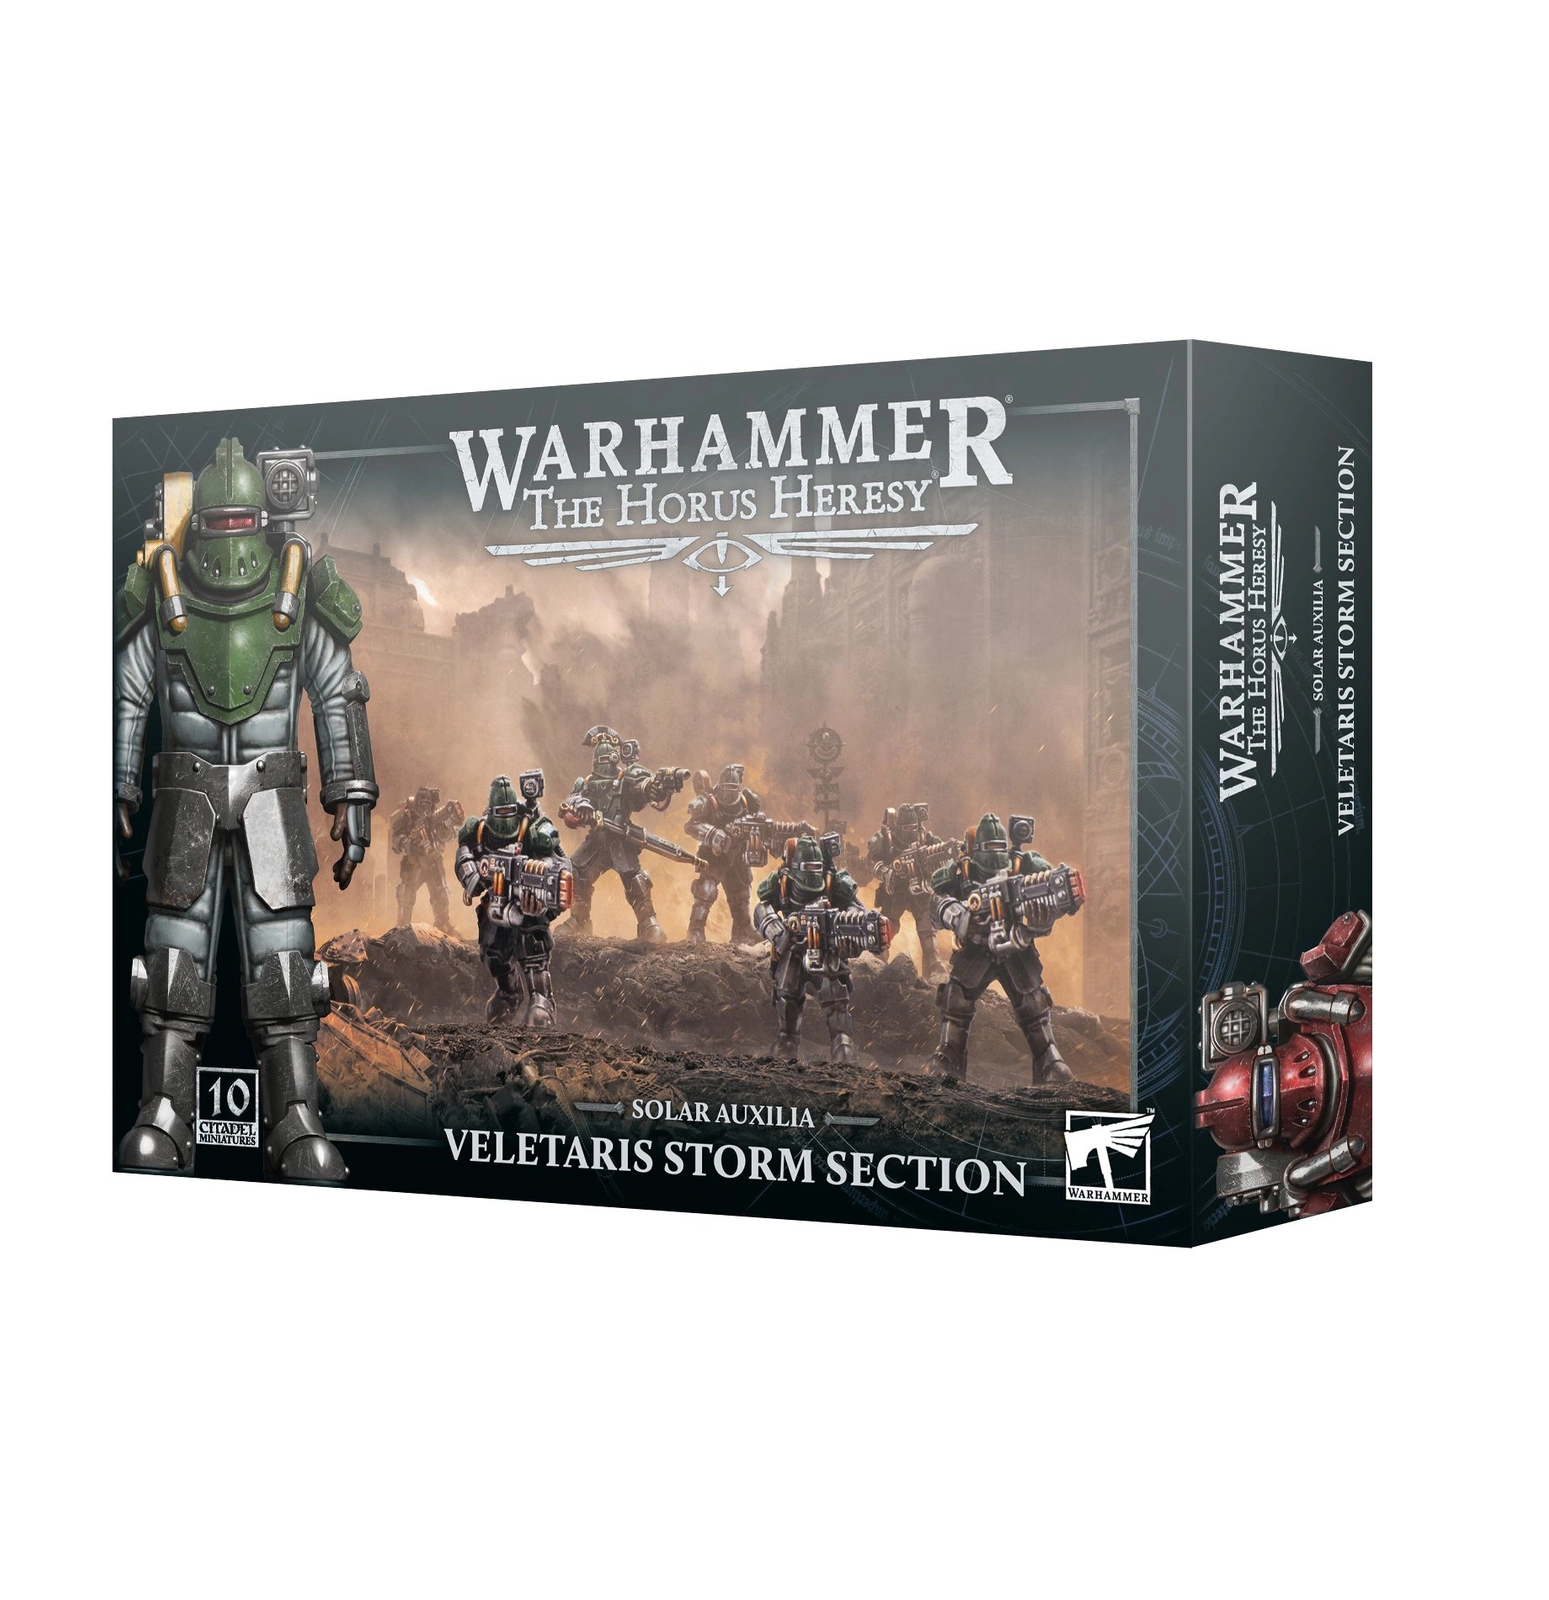 WARHAMMER®
THE HORUS HERESY®
10
CITADEL
MINIATURES
SOLAR AUXILIA
VELETARIS STORM SECTION
WARHAMMER™
WARHAMMER
THE HORUS HERESY
SOLAR AUXILIA
VELETARIS STORM SECTION